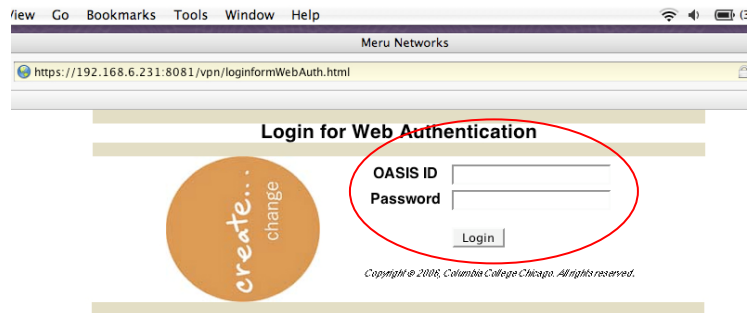 View Go Bookmarks Tools Window Help
Meru Networks
https://192.168.6.231:8081/vpn/loginformWebAuth.html
Login for Web Authentication
create...
change
OASIS ID
Password
Login
Copyright © 2006, Columbia College Chicago. All rights reserved.